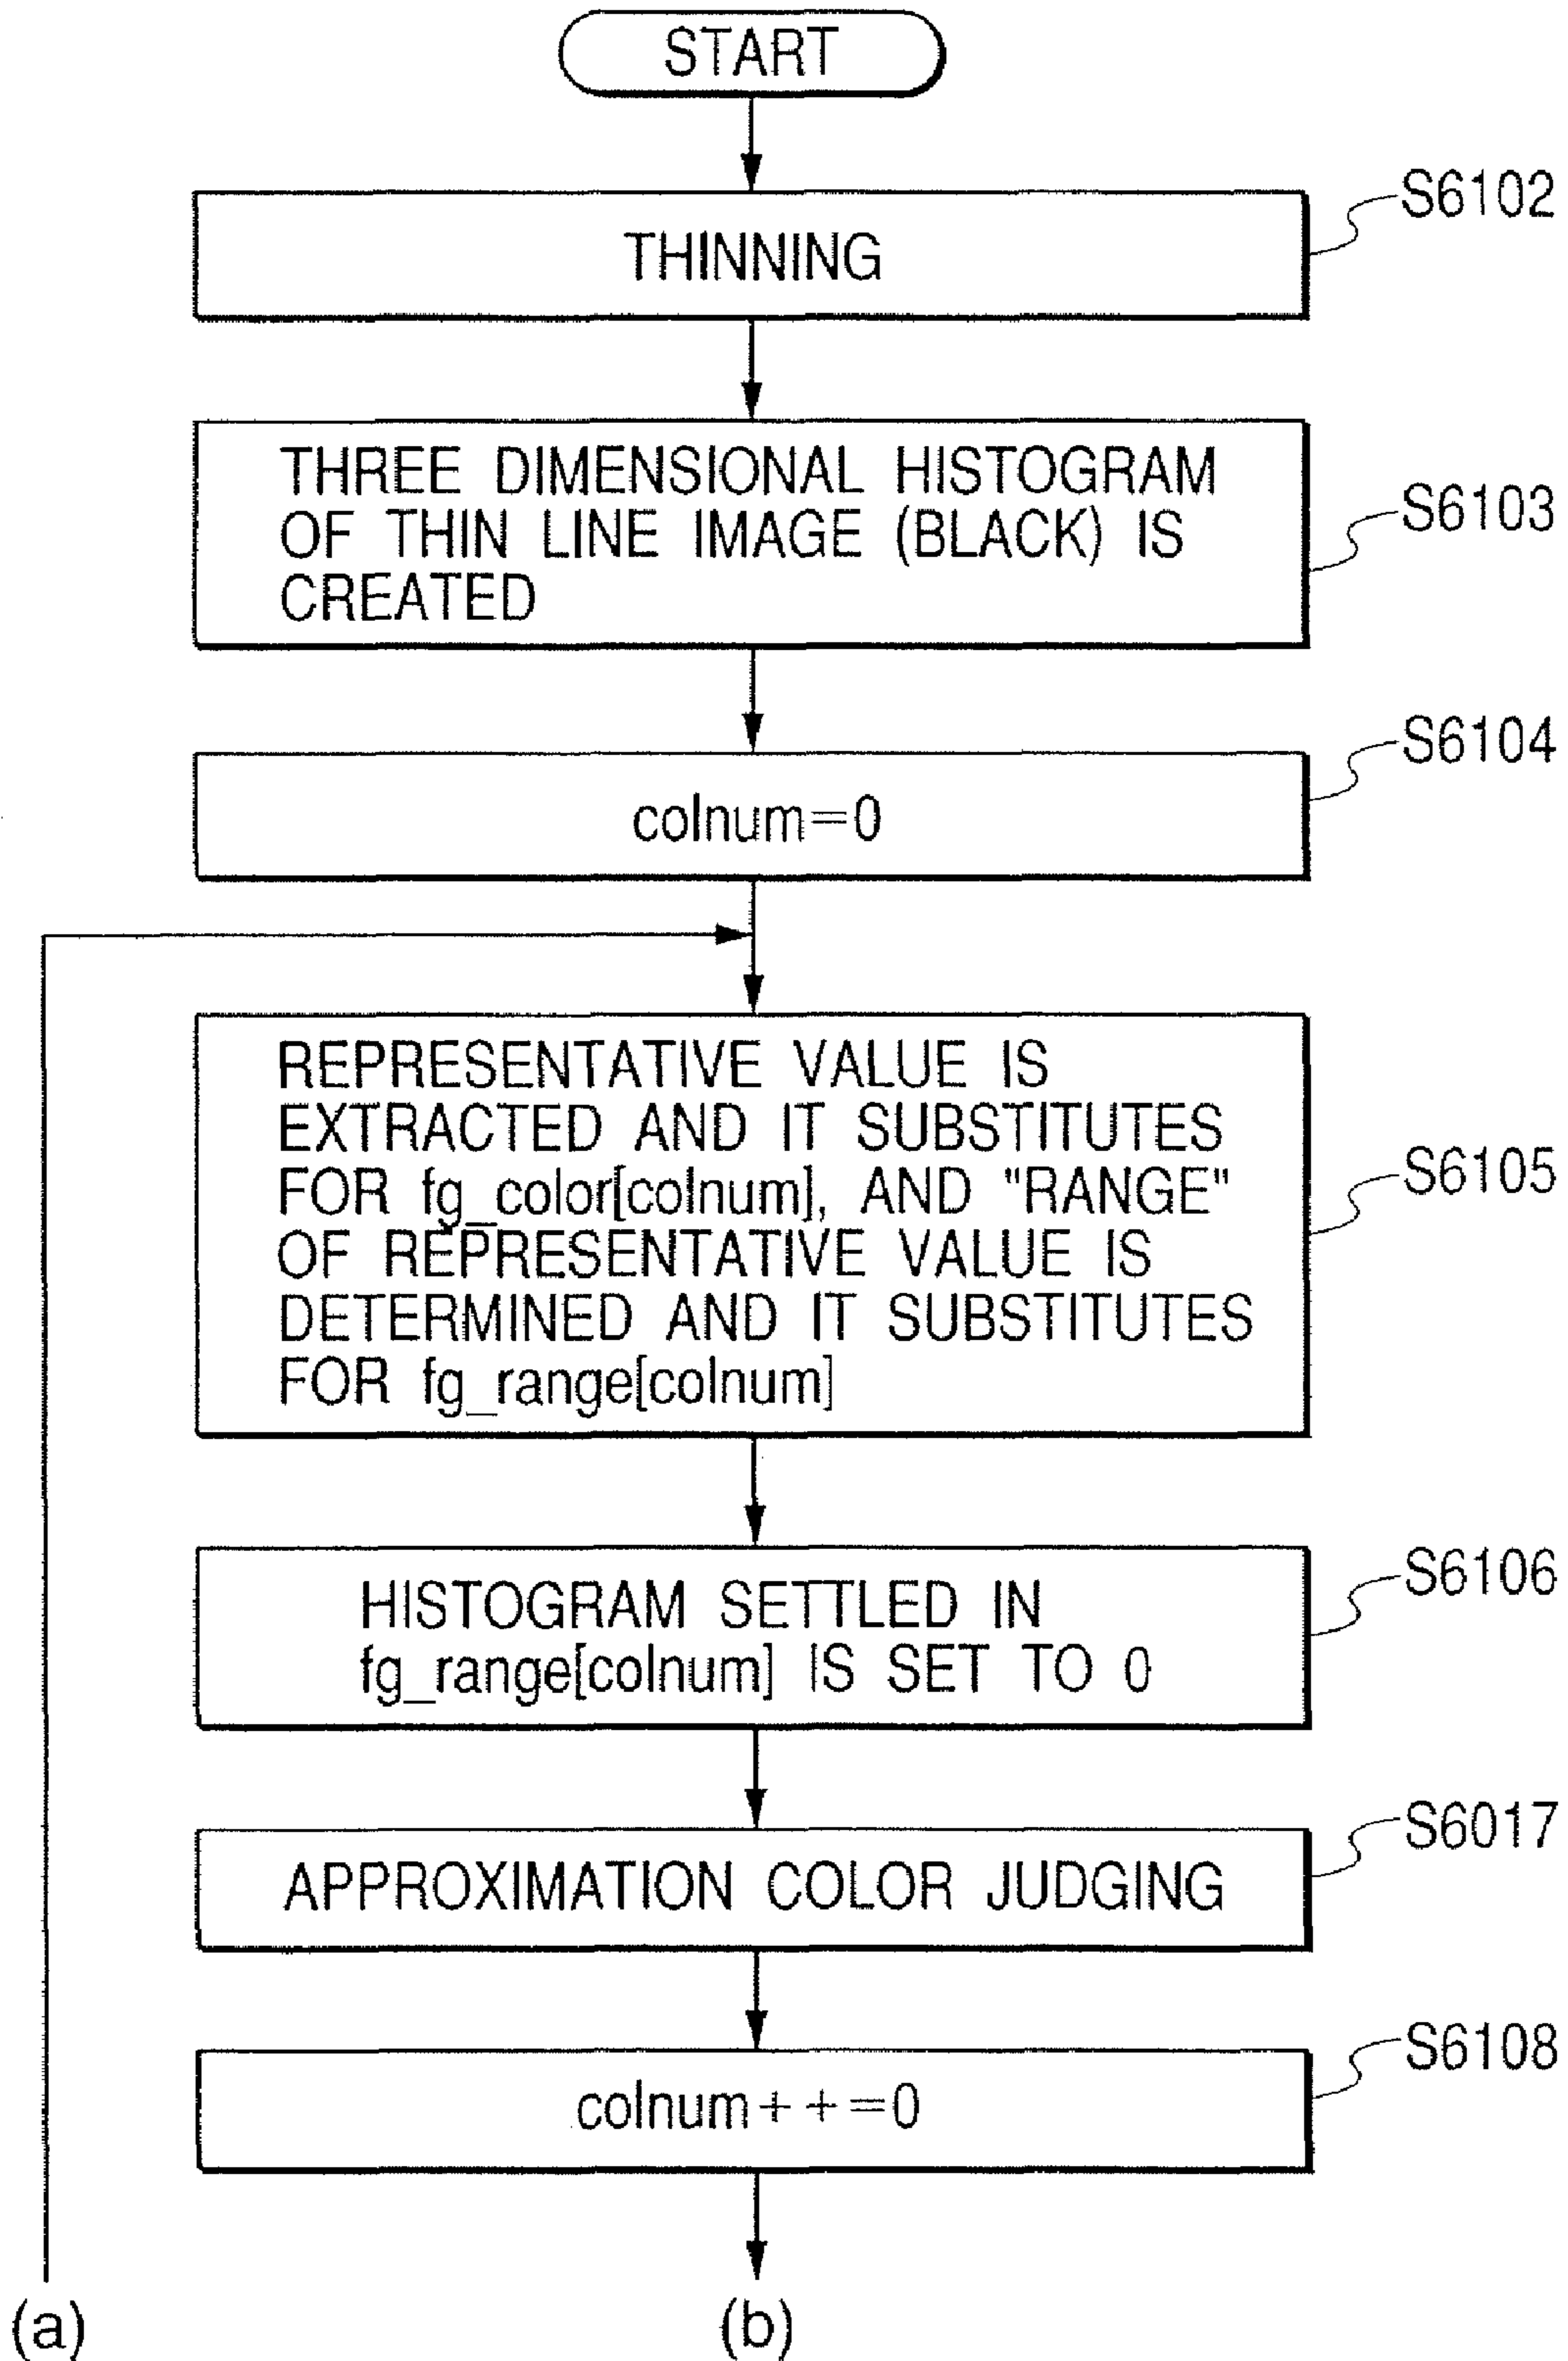 START
THINNING
S6102
THREE DIMENSIONAL HISTOGRAM
OF THIN LINE IMAGE (BLACK) IS
CREATED
S6103
colnum=0
S6104
REPRESENTATIVE VALUE IS
EXTRACTED AND IT SUBSTITUTES
FOR fg_color[colnum], AND "RANGE"
OF REPRESENTATIVE VALUE IS
DETERMINED AND IT SUBSTITUTES
FOR fg_range[colnum]
S6105
HISTOGRAM SETTLED IN
fg_range[colnum] IS SET TO 0
S6106
APPROXIMATION COLOR JUDGING
S6017
colnum++=0
S6108
(a)
(b)